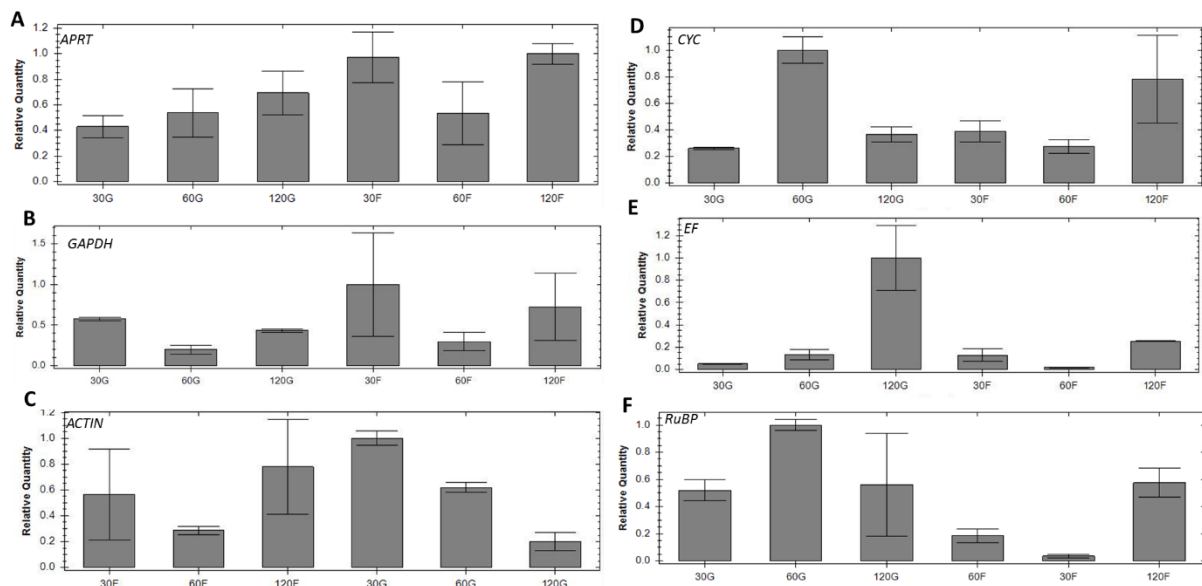 A
APRT
Relative Quantity
1.2
1.0
0.8
0.6
0.4
0.2
0.0
30G 60G 120G 30F 60F 120F
B
GAPDH
Relative Quantity
1.5
1.0
0.5
0.0
30G 60G 120G 30F 60F 120F
C
ACTIN
Relative Quantity
1.2
1.0
0.8
0.6
0.4
0.2
0.0
30F 60F 120F 30G 60G 120G
D
CYC
Relative Quantity
1.0
0.8
0.6
0.4
0.2
0.0
30G 60G 120G 30F 60F 120F
E
EF
Relative Quantity
1.2
1.0
0.8
0.6
0.4
0.2
0.0
30G 60G 120G 30F 60F 120F
F
RuBP
Relative Quantity
1.0
0.8
0.6
0.4
0.2
0.0
30G 60G 120G 60F 30F 120F